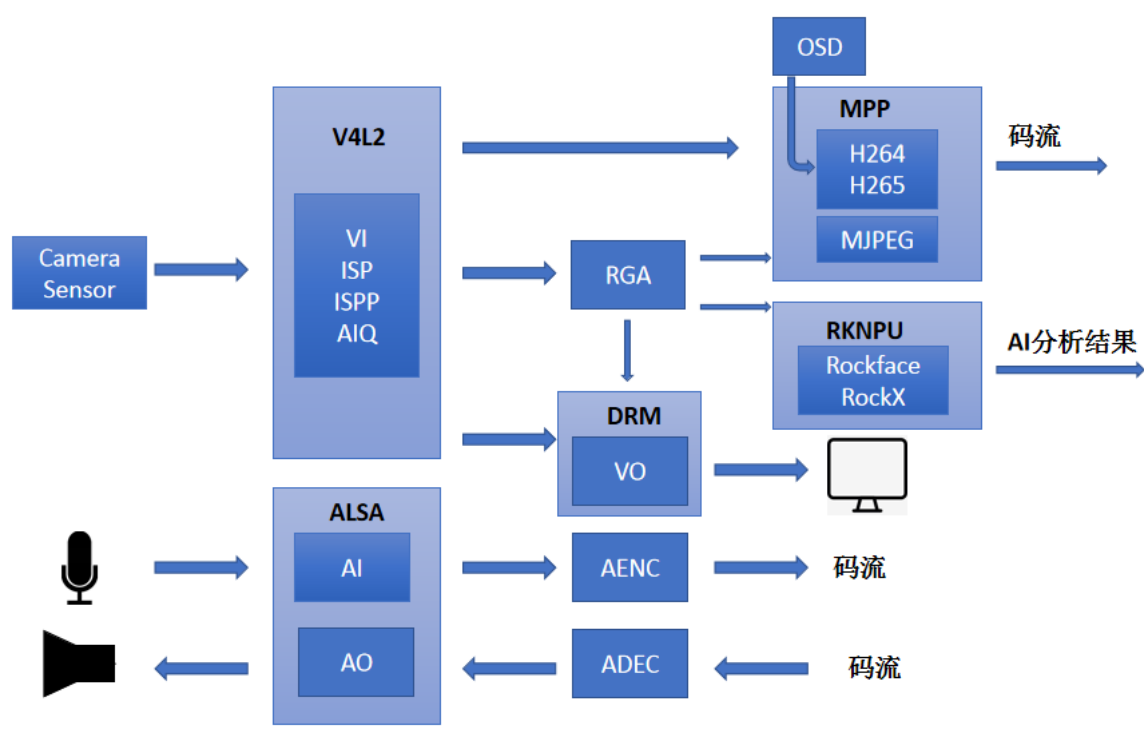 OSD
V4L2
MPP
H264
H265
MJPEG
码流
VI
ISP
ISPP
AIQ
Camera
Sensor
RGA
RKNPU
Rockface
RockX
AI分析结果
DRM
VO
ALSA
AI
AENC
码流
AO
ADEC
码流